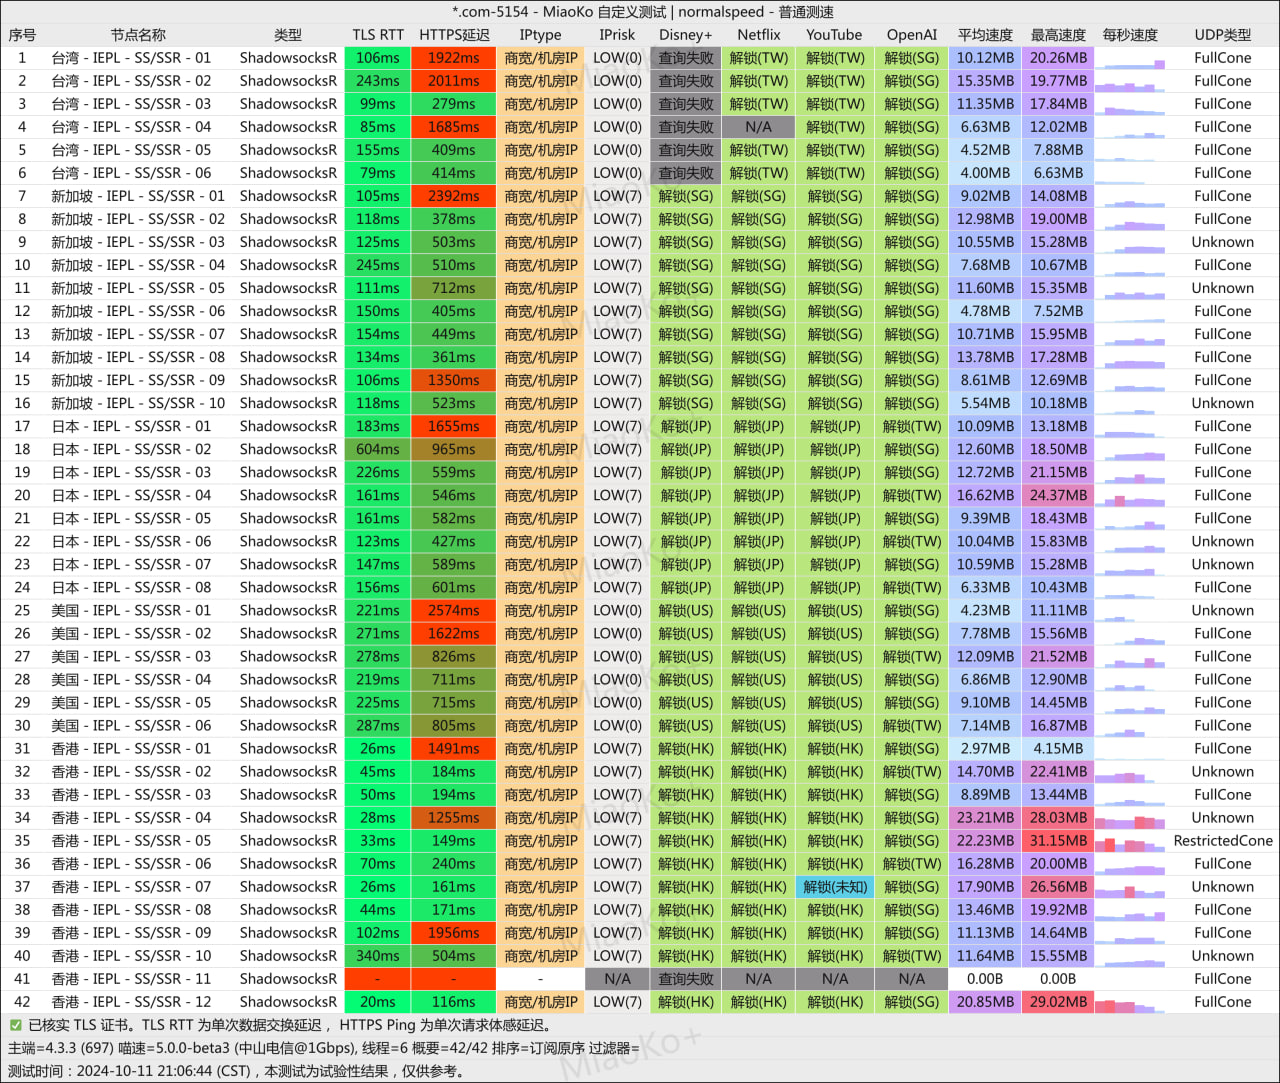 *.com-5154 - MiaoKo 自定义测试 | normalspeed - 普通测速
序号 节点名称 类型 TLS RTT HTTPS延迟 IPtype IPrisk Disney+ Netflix YouTube OpenAI 平均速度 最高速度 每秒速度 UDP类型
1 台湾 - IEPL - SS/SSR - 01 ShadowsocksR 106ms 1922ms 商宽/机房IP LOW(0) 查询失败 解锁(TW) 解锁(TW) 解锁(SG) 10.12MB 20.26MB FullCone
2 台湾 - IEPL - SS/SSR - 02 ShadowsocksR 243ms 2011ms 商宽/机房IP LOW(0) 查询失败 解锁(TW) 解锁(TW) 解锁(SG) 15.35MB 19.77MB FullCone
3 台湾 - IEPL - SS/SSR - 03 ShadowsocksR 99ms 279ms 商宽/机房IP LOW(0) 查询失败 解锁(TW) 解锁(TW) 解锁(SG) 11.35MB 17.84MB FullCone
4 台湾 - IEPL - SS/SSR - 04 ShadowsocksR 85ms 1685ms 商宽/机房IP LOW(0) 查询失败 N/A 解锁(TW) 解锁(SG) 6.63MB 12.02MB FullCone
5 台湾 - IEPL - SS/SSR - 05 ShadowsocksR 155ms 409ms 商宽/机房IP LOW(0) 查询失败 解锁(TW) 解锁(TW) 解锁(SG) 4.52MB 7.88MB FullCone
6 台湾 - IEPL - SS/SSR - 06 ShadowsocksR 79ms 414ms 商宽/机房IP LOW(0) 查询失败 解锁(TW) 解锁(TW) 解锁(SG) 4.00MB 6.63MB FullCone
7 新加坡 - IEPL - SS/SSR - 01 ShadowsocksR 105ms 2392ms 商宽/机房IP LOW(7) 解锁(SG) 解锁(SG) 解锁(SG) 解锁(SG) 9.02MB 14.08MB FullCone
8 新加坡 - IEPL - SS/SSR - 02 ShadowsocksR 118ms 378ms 商宽/机房IP LOW(7) 解锁(SG) 解锁(SG) 解锁(SG) 解锁(SG) 12.98MB 19.00MB FullCone
9 新加坡 - IEPL - SS/SSR - 03 ShadowsocksR 125ms 503ms 商宽/机房IP LOW(7) 解锁(SG) 解锁(SG) 解锁(SG) 解锁(SG) 10.55MB 15.28MB Unknown
10 新加坡 - IEPL - SS/SSR - 04 ShadowsocksR 245ms 510ms 商宽/机房IP LOW(7) 解锁(SG) 解锁(SG) 解锁(SG) 解锁(SG) 7.68MB 10.67MB FullCone
11 新加坡 - IEPL - SS/SSR - 05 ShadowsocksR 111ms 712ms 商宽/机房IP LOW(7) 解锁(SG) 解锁(SG) 解锁(SG) 解锁(SG) 11.60MB 15.35MB Unknown
12 新加坡 - IEPL - SS/SSR - 06 ShadowsocksR 150ms 405ms 商宽/机房IP LOW(7) 解锁(SG) 解锁(SG) 解锁(SG) 解锁(SG) 4.78MB 7.52MB FullCone
13 新加坡 - IEPL - SS/SSR - 07 ShadowsocksR 154ms 449ms 商宽/机房IP LOW(7) 解锁(SG) 解锁(SG) 解锁(SG) 解锁(SG) 10.71MB 15.95MB FullCone
14 新加坡 - IEPL - SS/SSR - 08 ShadowsocksR 134ms 361ms 商宽/机房IP LOW(7) 解锁(SG) 解锁(SG) 解锁(SG) 解锁(SG) 13.78MB 17.28MB FullCone
15 新加坡 - IEPL - SS/SSR - 09 ShadowsocksR 106ms 1350ms 商宽/机房IP LOW(7) 解锁(SG) 解锁(SG) 解锁(SG) 解锁(SG) 8.61MB 12.69MB FullCone
16 新加坡 - IEPL - SS/SSR - 10 ShadowsocksR 118ms 523ms 商宽/机房IP LOW(7) 解锁(SG) 解锁(SG) 解锁(SG) 解锁(SG) 5.54MB 10.18MB Unknown
17 日本 - IEPL - SS/SSR - 01 ShadowsocksR 183ms 1655ms 商宽/机房IP LOW(7) 解锁(JP) 解锁(JP) 解锁(JP) 解锁(TW) 10.09MB 13.18MB FullCone
18 日本 - IEPL - SS/SSR - 02 ShadowsocksR 604ms 965ms 商宽/机房IP LOW(7) 解锁(JP) 解锁(JP) 解锁(JP) 解锁(SG) 12.60MB 18.50MB FullCone
19 日本 - IEPL - SS/SSR - 03 ShadowsocksR 226ms 559ms 商宽/机房IP LOW(7) 解锁(JP) 解锁(JP) 解锁(JP) 解锁(SG) 12.72MB 21.15MB FullCone
20 日本 - IEPL - SS/SSR - 04 ShadowsocksR 161ms 546ms 商宽/机房IP LOW(7) 解锁(JP) 解锁(JP) 解锁(JP) 解锁(TW) 16.62MB 24.37MB FullCone
21 日本 - IEPL - SS/SSR - 05 ShadowsocksR 161ms 582ms 商宽/机房IP LOW(7) 解锁(JP) 解锁(JP) 解锁(JP) 解锁(SG) 9.39MB 18.43MB FullCone
22 日本 - IEPL - SS/SSR - 06 ShadowsocksR 123ms 427ms 商宽/机房IP LOW(7) 解锁(JP) 解锁(JP) 解锁(JP) 解锁(TW) 10.04MB 15.83MB Unknown
23 日本 - IEPL - SS/SSR - 07 ShadowsocksR 147ms 589ms 商宽/机房IP LOW(7) 解锁(JP) 解锁(JP) 解锁(JP) 解锁(SG) 10.59MB 15.28MB Unknown
24 日本 - IEPL - SS/SSR - 08 ShadowsocksR 156ms 601ms 商宽/机房IP LOW(7) 解锁(JP) 解锁(JP) 解锁(JP) 解锁(TW) 6.33MB 10.43MB FullCone
25 美国 - IEPL - SS/SSR - 01 ShadowsocksR 221ms 2574ms 商宽/机房IP LOW(0) 解锁(US) 解锁(US) 解锁(US) 解锁(SG) 4.23MB 11.11MB Unknown
26 美国 - IEPL - SS/SSR - 02 ShadowsocksR 271ms 1622ms 商宽/机房IP LOW(0) 解锁(US) 解锁(US) 解锁(US) 解锁(SG) 7.78MB 15.56MB FullCone
27 美国 - IEPL - SS/SSR - 03 ShadowsocksR 278ms 826ms 商宽/机房IP LOW(0) 解锁(US) 解锁(US) 解锁(US) 解锁(TW) 12.09MB 21.52MB FullCone
28 美国 - IEPL - SS/SSR - 04 ShadowsocksR 219ms 711ms 商宽/机房IP LOW(0) 解锁(US) 解锁(US) 解锁(US) 解锁(SG) 6.86MB 12.90MB FullCone
29 美国 - IEPL - SS/SSR - 05 ShadowsocksR 225ms 715ms 商宽/机房IP LOW(0) 解锁(US) 解锁(US) 解锁(US) 解锁(SG) 9.10MB 14.45MB FullCone
30 美国 - IEPL - SS/SSR - 06 ShadowsocksR 287ms 805ms 商宽/机房IP LOW(0) 解锁(US) 解锁(US) 解锁(US) 解锁(TW) 7.14MB 16.87MB FullCone
31 香港 - IEPL - SS/SSR - 01 ShadowsocksR 26ms 1491ms 商宽/机房IP LOW(7) 解锁(HK) 解锁(HK) 解锁(HK) 解锁(SG) 2.97MB 4.15MB FullCone
32 香港 - IEPL - SS/SSR - 02 ShadowsocksR 45ms 184ms 商宽/机房IP LOW(7) 解锁(HK) 解锁(HK) 解锁(HK) 解锁(TW) 14.70MB 22.41MB Unknown
33 香港 - IEPL - SS/SSR - 03 ShadowsocksR 50ms 194ms 商宽/机房IP LOW(7) 解锁(HK) 解锁(HK) 解锁(HK) 解锁(SG) 8.89MB 13.44MB FullCone
34 香港 - IEPL - SS/SSR - 04 ShadowsocksR 28ms 1255ms 商宽/机房IP LOW(7) 解锁(HK) 解锁(HK) 解锁(HK) 解锁(SG) 23.21MB 28.03MB Unknown
35 香港 - IEPL - SS/SSR - 05 ShadowsocksR 33ms 149ms 商宽/机房IP LOW(7) 解锁(HK) 解锁(HK) 解锁(HK) 解锁(SG) 22.23MB 31.15MB RestrictedCone
36 香港 - IEPL - SS/SSR - 06 ShadowsocksR 70ms 240ms 商宽/机房IP LOW(7) 解锁(HK) 解锁(HK) 解锁(HK) 解锁(TW) 16.28MB 20.00MB FullCone
37 香港 - IEPL - SS/SSR - 07 ShadowsocksR 26ms 161ms 商宽/机房IP LOW(7) 解锁(HK) 解锁(HK) 解锁(未知) 解锁(SG) 17.90MB 26.56MB Unknown
38 香港 - IEPL - SS/SSR - 08 ShadowsocksR 44ms 171ms 商宽/机房IP LOW(7) 解锁(HK) 解锁(HK) 解锁(HK) 解锁(SG) 13.46MB 19.92MB FullCone
39 香港 - IEPL - SS/SSR - 09 ShadowsocksR 102ms 1956ms 商宽/机房IP LOW(7) 解锁(HK) 解锁(HK) 解锁(HK) 解锁(SG) 11.13MB 14.64MB FullCone
40 香港 - IEPL - SS/SSR - 10 ShadowsocksR 340ms 504ms 商宽/机房IP LOW(7) 解锁(HK) 解锁(HK) 解锁(HK) 解锁(TW) 11.64MB 15.55MB Unknown
41 香港 - IEPL - SS/SSR - 11 ShadowsocksR - - - N/A 查询失败 N/A N/A N/A 0.00B 0.00B FullCone
42 香港 - IEPL - SS/SSR - 12 ShadowsocksR 20ms 116ms 商宽/机房IP LOW(7) 解锁(HK) 解锁(HK) 解锁(HK) 解锁(SG) 20.85MB 29.02MB FullCone
✅ 已核实 TLS 证书。TLS RTT 为单次数据交换延迟， HTTPS Ping 为单次请求体感延迟。
主端=4.3.3 (697) 喵速=5.0.0-beta3 (中山电信@1Gbps), 线程=6 概要=42/42 排序=订阅原序 过滤器=
测试时间：2024-10-11 21:06:44 (CST)，本测试为试验性结果，仅供参考。
MiaoKo+